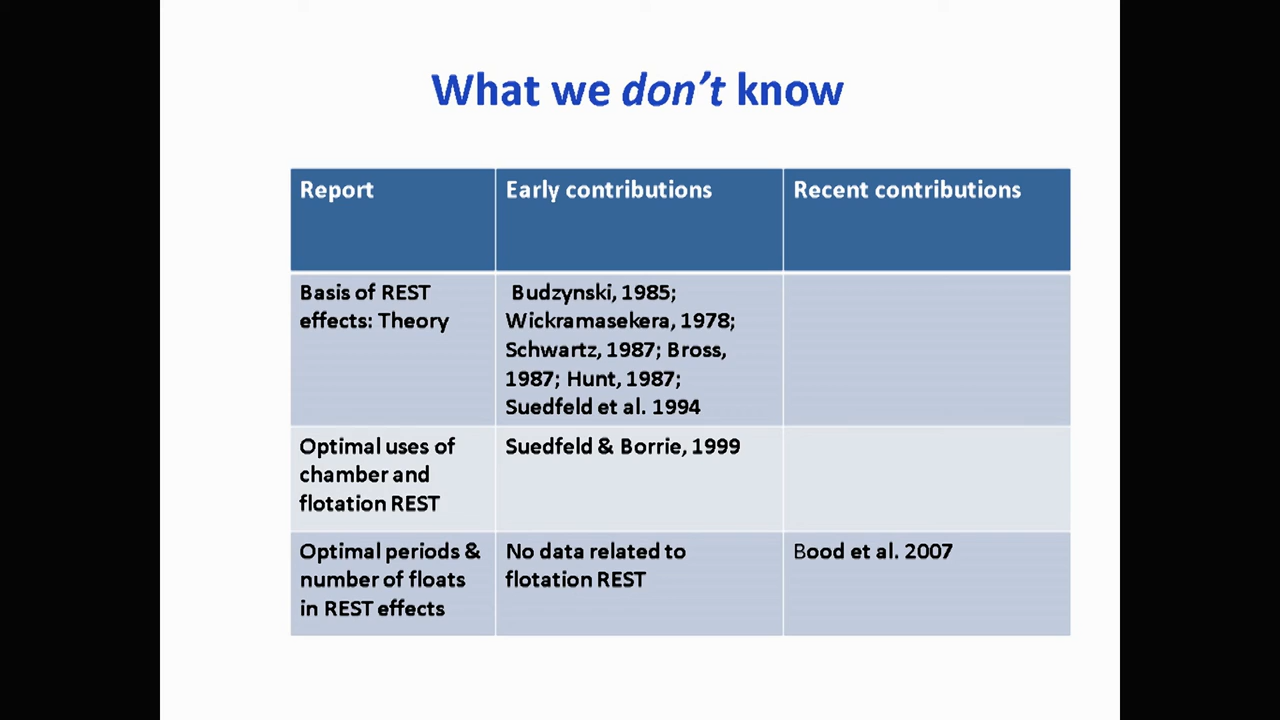 What we don't know
Report
Early contributions
Recent contributions
Basis of REST
effects: Theory
Budzynski, 1985;
Wickramasekera, 1978;
Schwartz, 1987; Bross,
1987; Hunt, 1987;
Suedfeld et al. 1994
Optimal uses of
chamber and
flotation REST
Suedfeld & Borrie, 1999
Optimal periods &
number of floats
in REST effects
No data related to
flotation REST
Bood et al. 2007